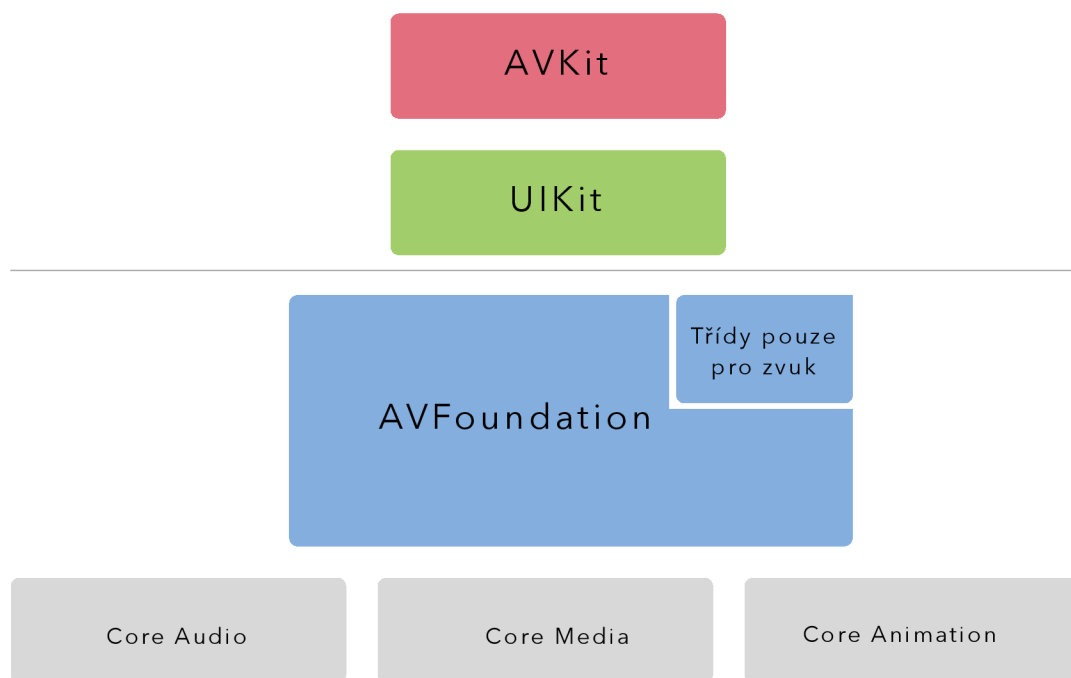 AVKit
UIKit
Třídy pouze
pro zvuk
AVFoundation
Core Audio
Core Media
Core Animation